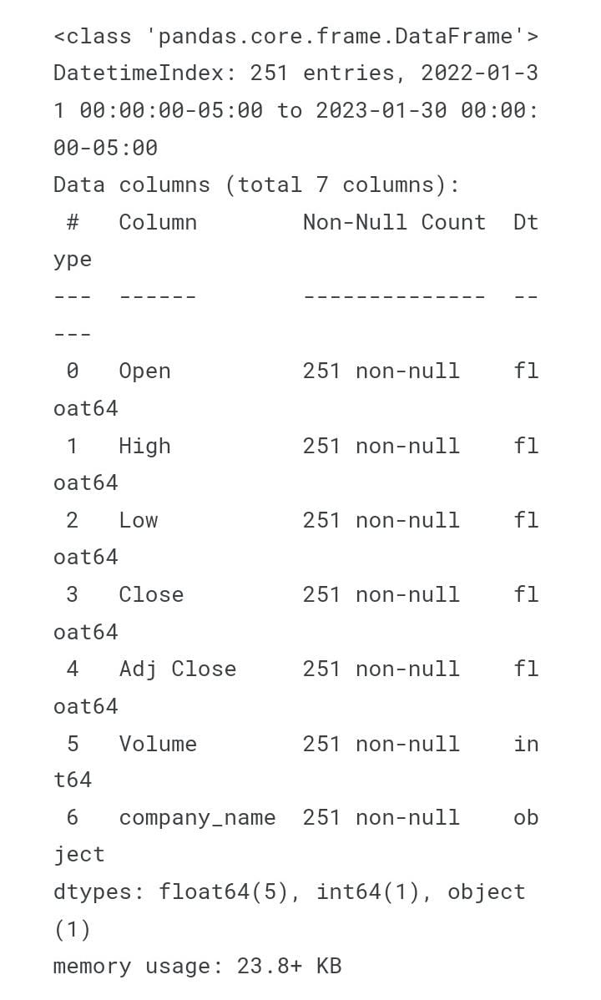 <class 'pandas.core.frame.DataFrame'>
DatetimeIndex: 251 entries, 2022-01-3
1 00:00:00-05:00 to 2023-01-30 00:00:
00-05:00
Data columns (total 7 columns):
 #   Column        Non-Null Count  Dt
ype
---  ------        --------------  --
---
 0   Open          251 non-null    fl
oat64
 1   High          251 non-null    fl
oat64
 2   Low           251 non-null    fl
oat64
 3   Close         251 non-null    fl
oat64
 4   Adj Close     251 non-null    fl
oat64
 5   Volume        251 non-null    in
t64
 6   company_name  251 non-null    ob
ject
dtypes: float64(5), int64(1), object
(1)
memory usage: 23.8+ KB